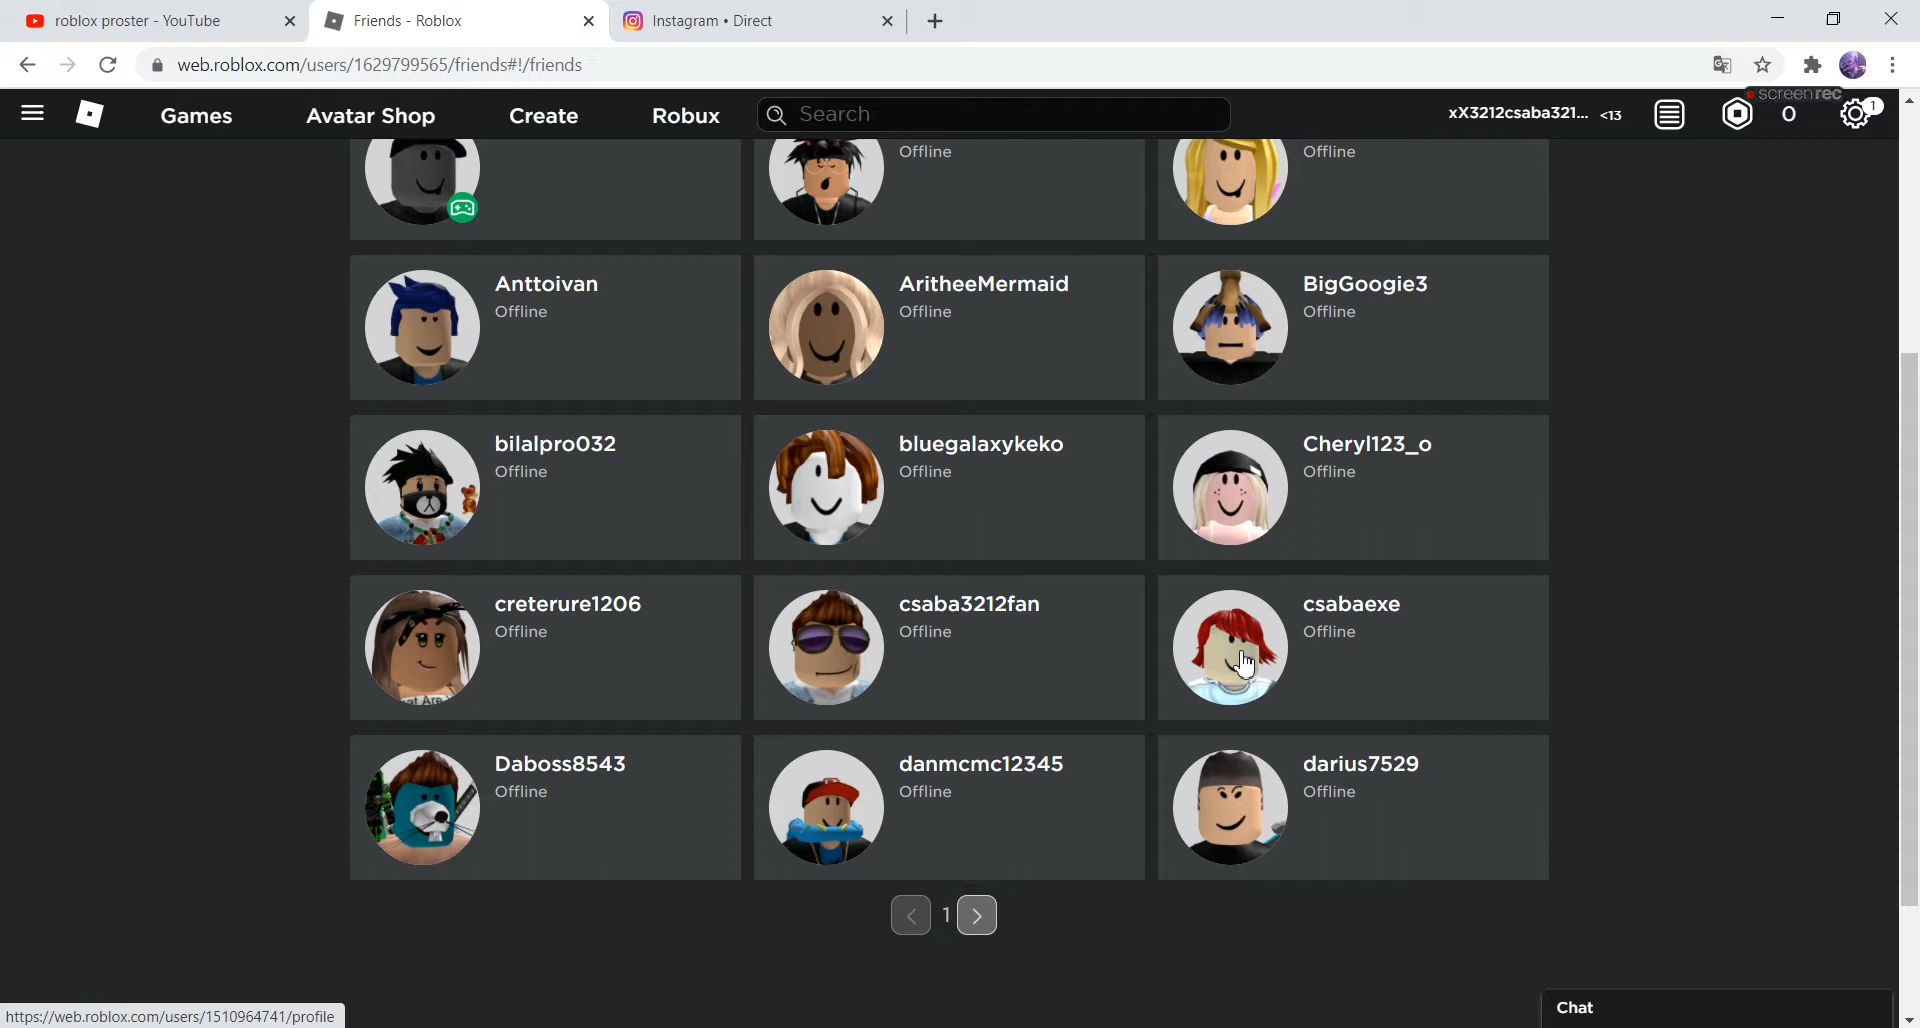 roblox proster - YouTube
Friends - Roblox
Instagram • Direct
web.roblox.com/users/1629799565/friends#!/friends
screenrec
Games
Avatar Shop
Create
Robux
Search
xX3212csaba321... <13
0
1
Offline
Offline
Anttoivan
Offline
AritheeMermaid
Offline
BigGoogie3
Offline
bilalpro032
Offline
bluegalaxykeko
Offline
Cheryl123_o
Offline
creterure1206
Offline
csaba3212fan
Offline
csabaexe
Offline
Daboss8543
Offline
danmcmc12345
Offline
darius7529
Offline
1
Chat
https://web.roblox.com/users/1510964741/profile